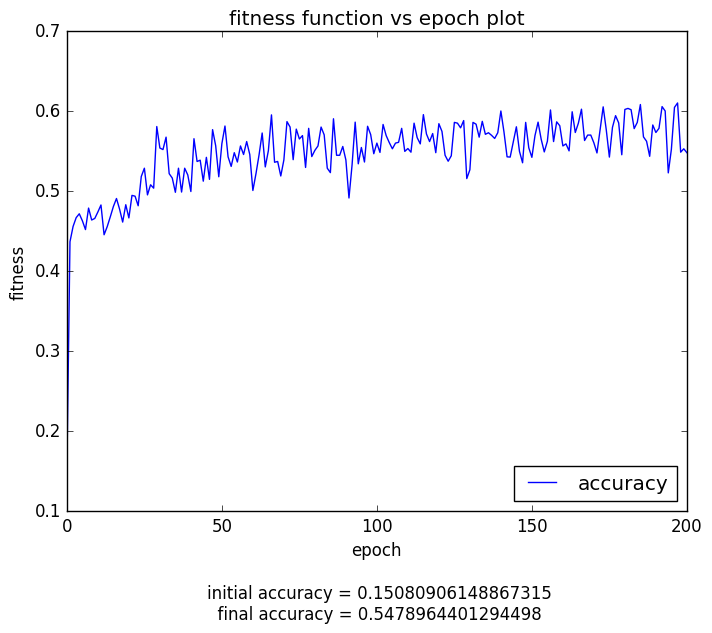 fitness function vs epoch plot
0.7
0.6
0.5
0.4
0.3
0.2
0.1
fitness
accuracy
0 50 100 150 200
epoch
initial accuracy = 0.15080906148867315
final accuracy = 0.5478964401294498